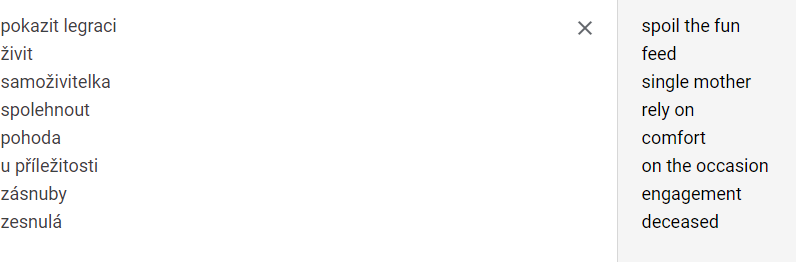 pokazit legraci
živit
samoživitelka
spolehnout
pohoda
u příležitosti
zásnuby
zesnulá
spoil the fun
feed
single mother
rely on
comfort
on the occasion
engagement
deceased